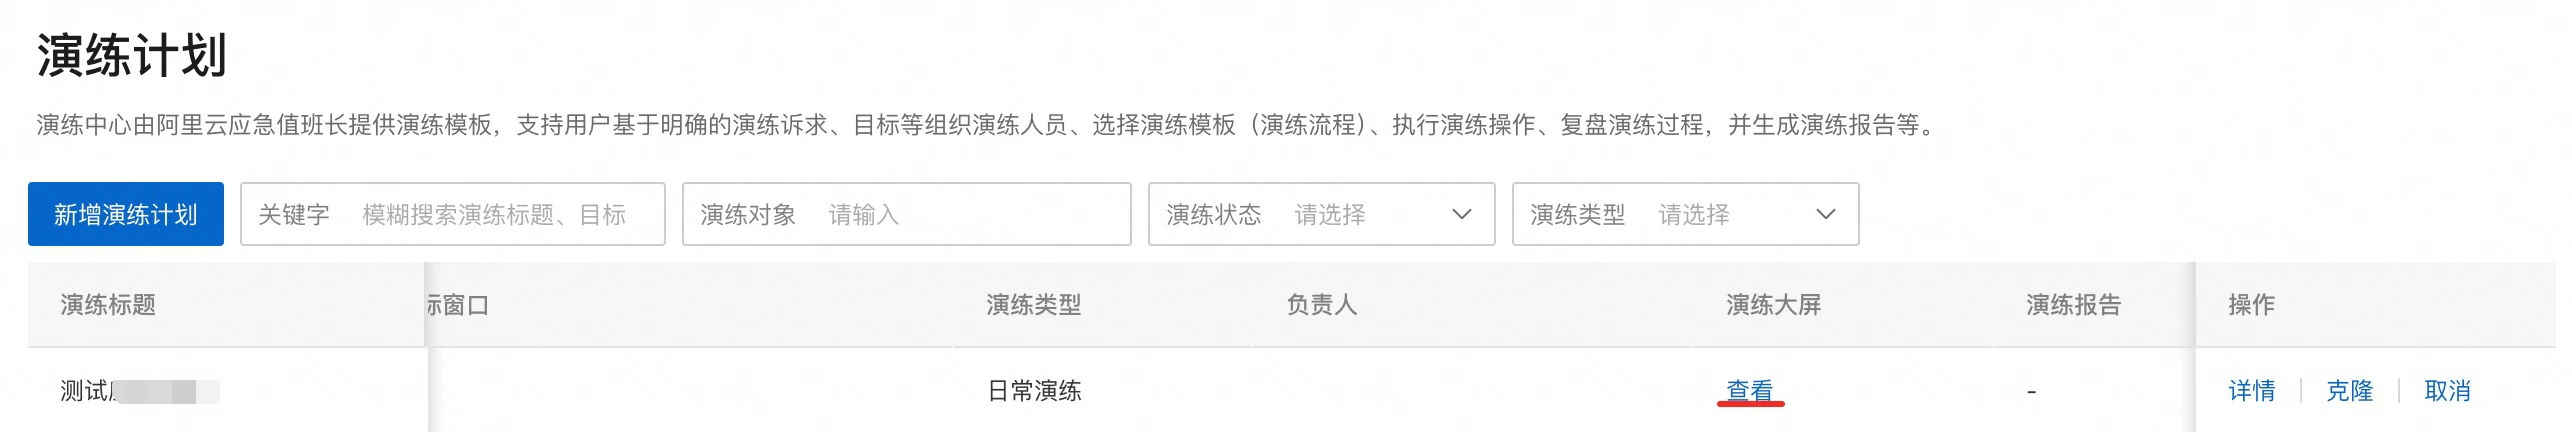 演练计划
演练中心由阿里云应急值班长提供演练模板，支持用户基于明确的演练诉求、目标等组织演练人员、选择演练模板（演练流程）、执行演练操作、复盘演练过程，并生成演练报告等。
新增演练计划 关键字 模糊搜索演练标题、目标 演练对象 请输入 演练状态 请选择 演练类型 请选择
演练标题 标窗口 演练类型 负责人 演练大屏 演练报告 操作
测试 日常演练 查看 - 详情 克隆 取消